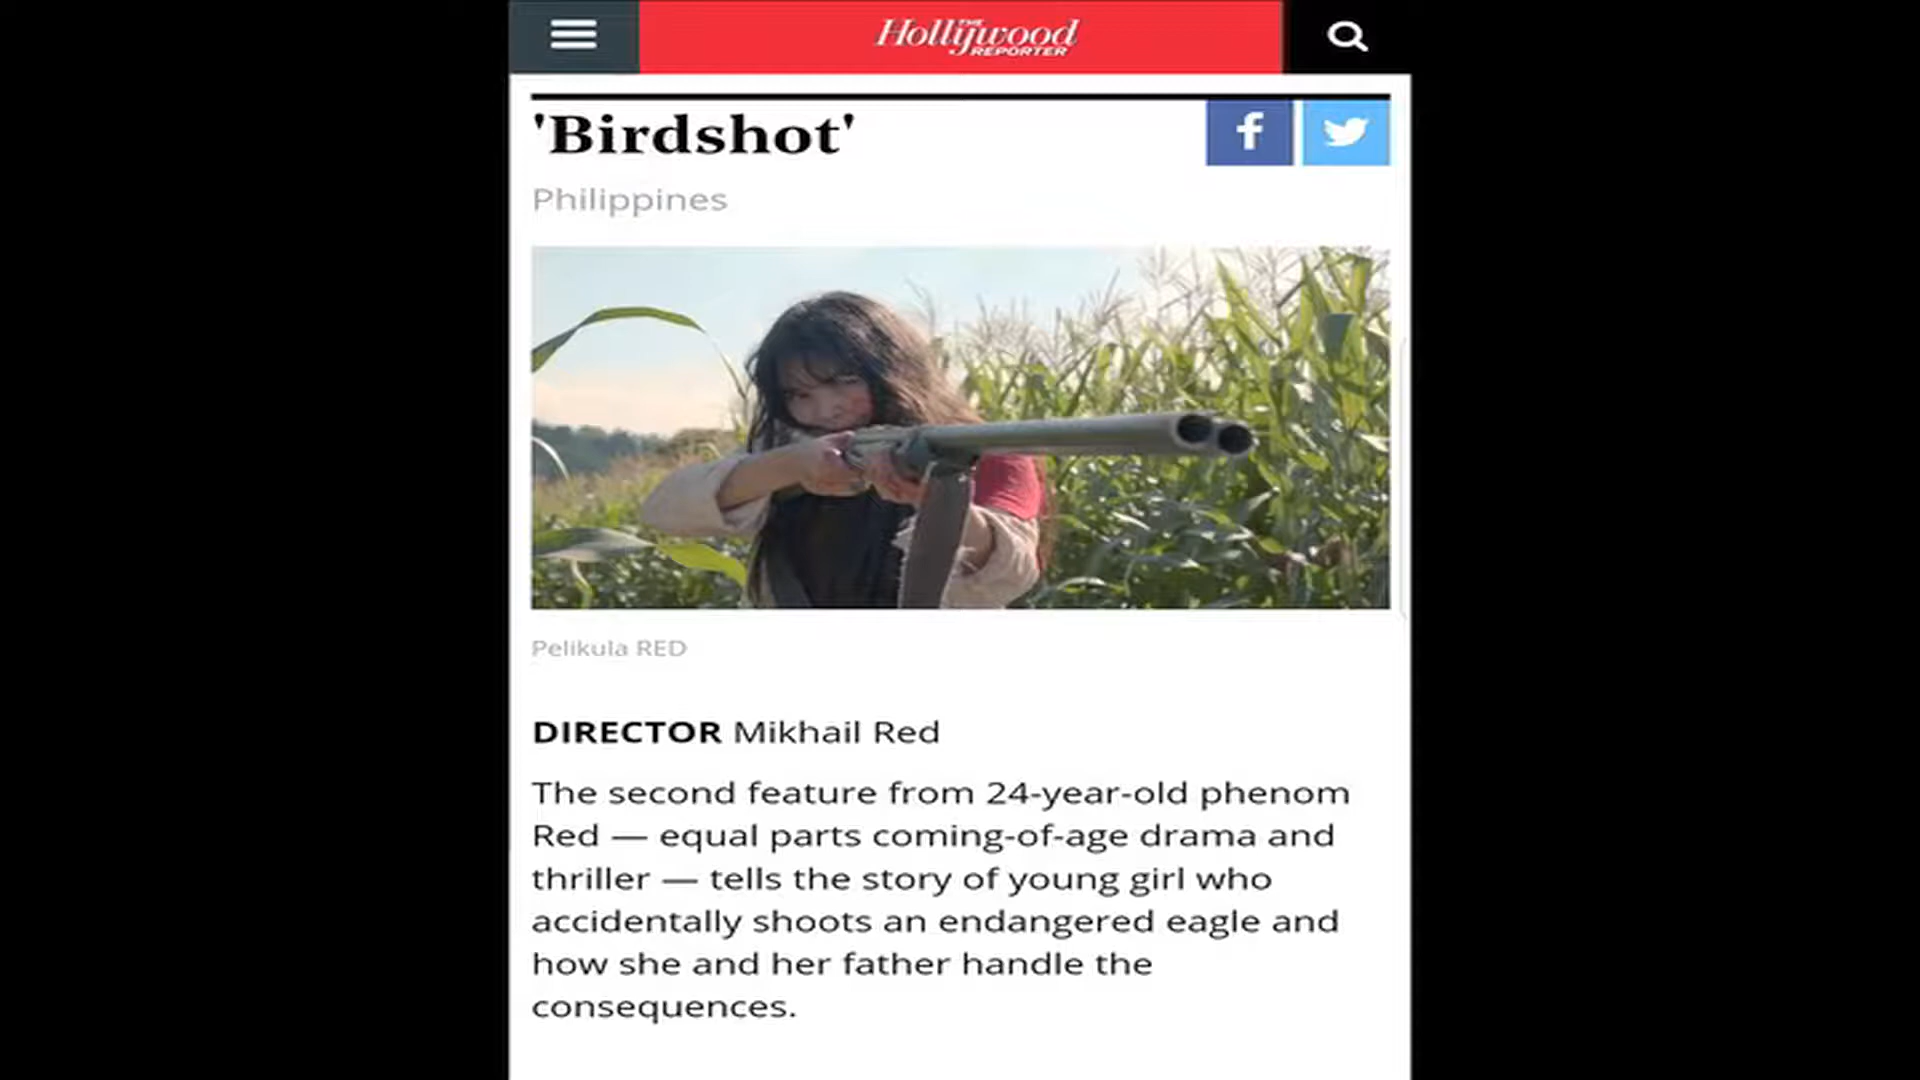 THE
Hollywood
REPORTER
'Birdshot'
f
Philippines
Pelikula RED
DIRECTOR Mikhail Red
The second feature from 24-year-old phenom
Red — equal parts coming-of-age drama and
thriller — tells the story of young girl who
accidentally shoots an endangered eagle and
how she and her father handle the
consequences.